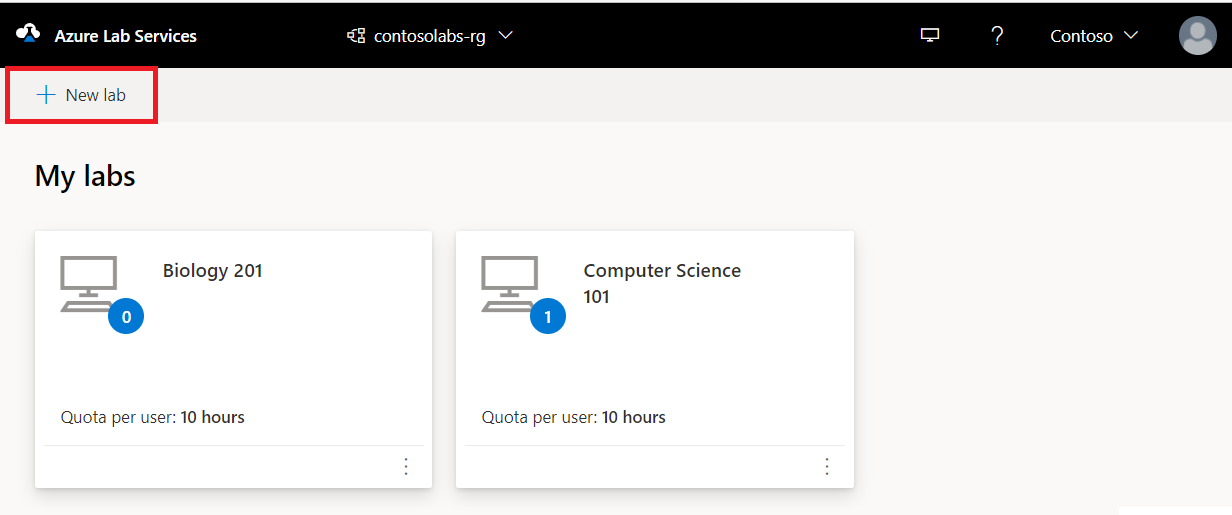 Azure Lab Services
contosolabs-rg
?
Contoso
+ New lab
My labs
Biology 201
0
Quota per user: 10 hours
Computer Science
101
1
Quota per user: 10 hours